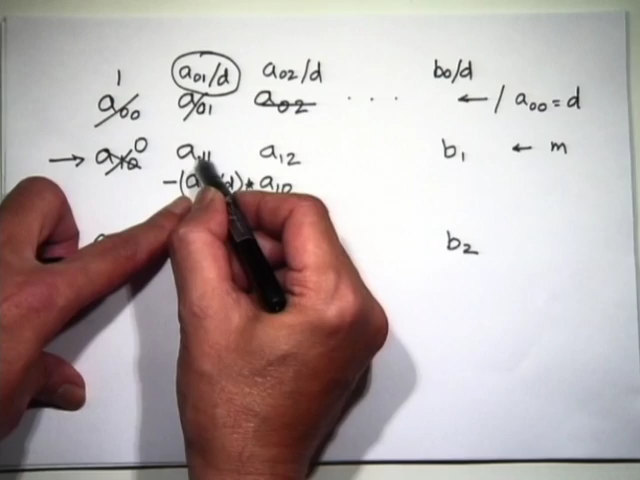 1 a01/d a02/d b0/d
a00 a01 a02 . . . ← / a00 = d
→ a10 0 a11 a12 b1 ← m
-(a /d) * a10
b2